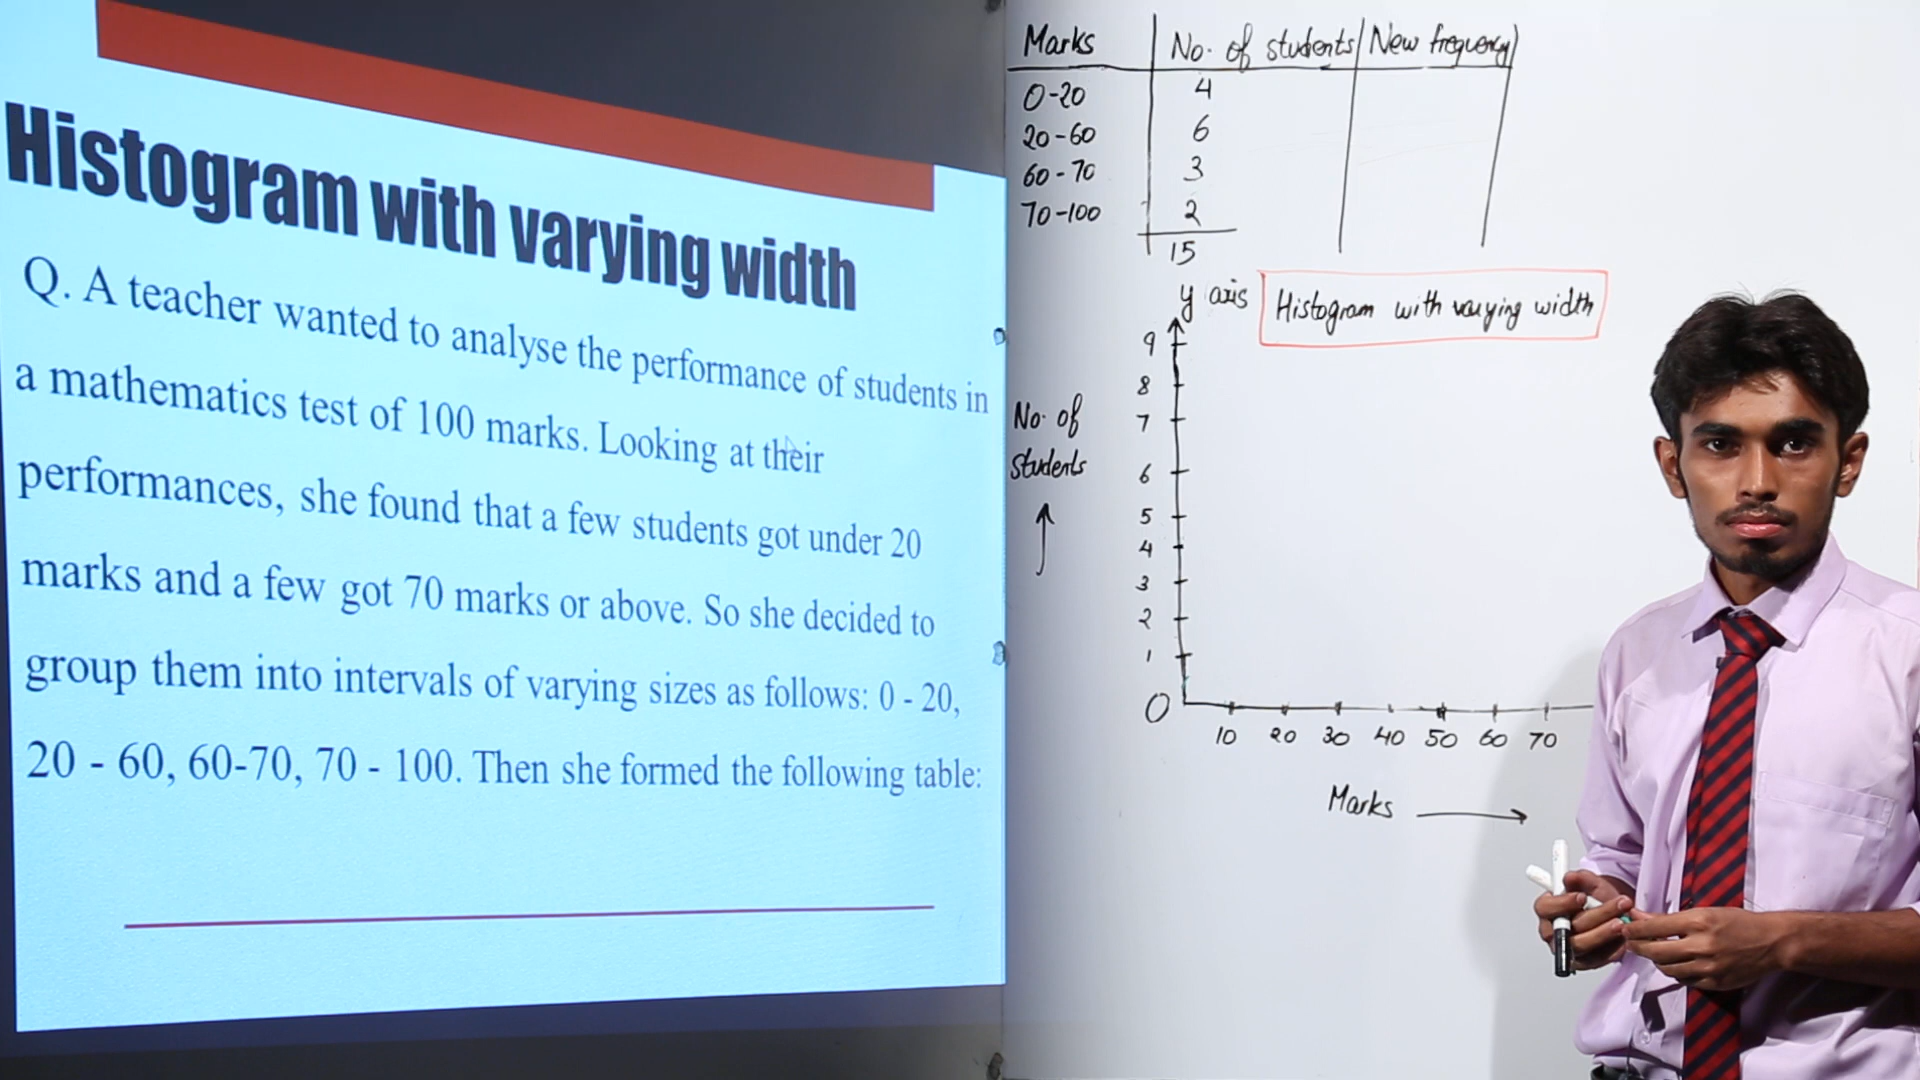 Histogram with varying width
Q. A teacher wanted to analyse the performance of students in
a mathematics test of 100 marks. Looking at their
performances, she found that a few students got under 20
marks and a few got 70 marks or above. So she decided to
group them into intervals of varying sizes as follows: 0 - 20,
20 - 60, 60-70, 70 - 100. Then she formed the following table:
Marks No. of students New frequency
0-20 4
20-60 6
60-70 3
70-100 2
15
y axis
Histogram with varying width
9
8
7
6
5
4
3
2
1
0
No. of
students
10 20 30 40 50 60 70
Marks